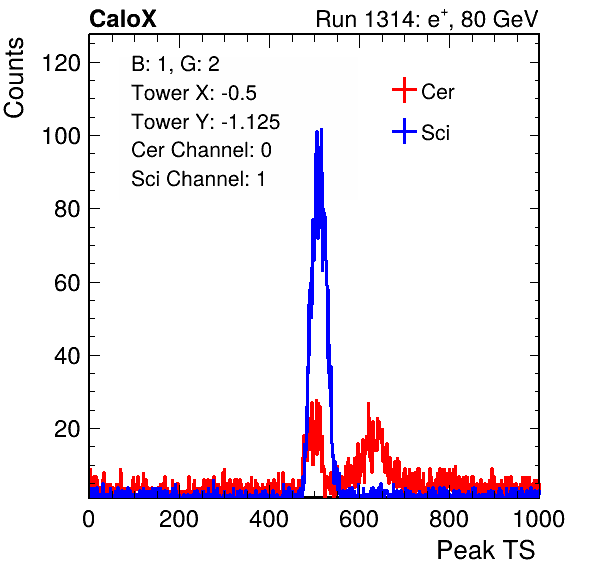 CaloX Run 1314: e⁺, 80 GeV
Counts
B: 1, G: 2
Tower X: -0.5
Tower Y: -1.125
Cer Channel: 0
Sci Channel: 1
Cer
Sci
120
100
80
60
40
20
0 200 400 600 800 1000
Peak TS